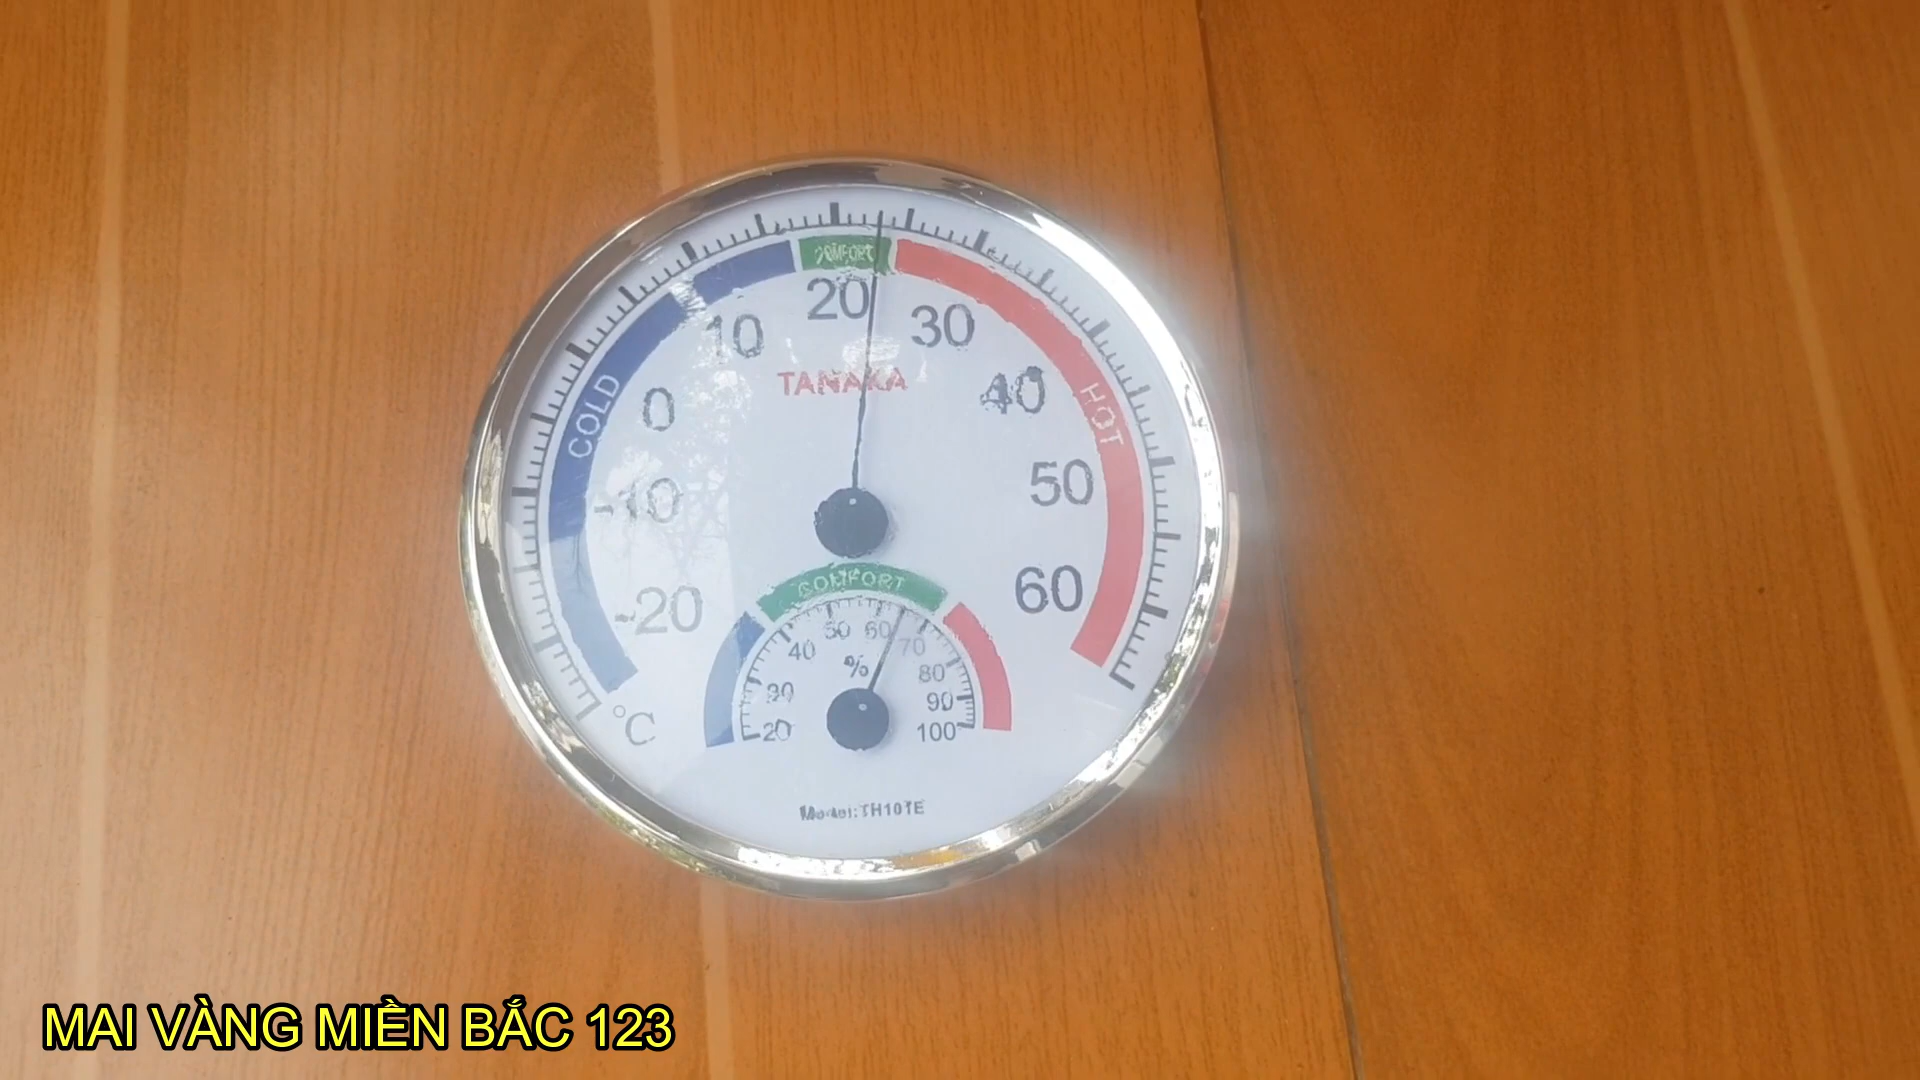 COMFORT
20
10
30
TANAKA
0
40
COLD
HOT
-10
50
-20
60
COMFORT
50 60
40 70
% 80
30 90
20 100
°C
Model:TH101E
MAI VÀNG MIỀN BẮC 123